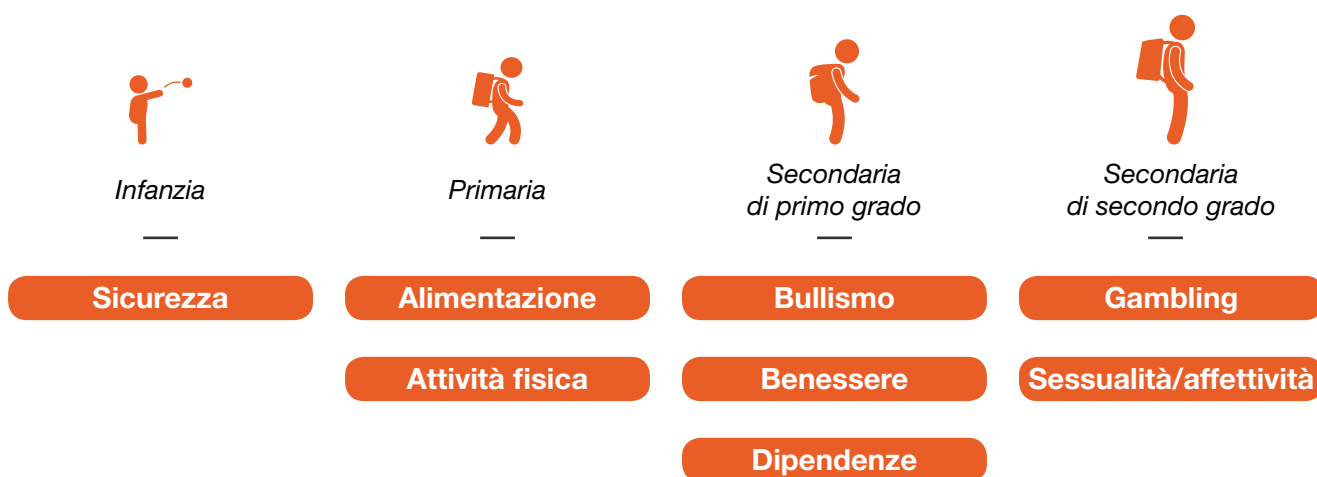 Infanzia
Primaria
Secondaria
di primo grado
Secondaria
di secondo grado
Sicurezza
Alimentazione
Bullismo
Gambling
Attività fisica
Benessere
Sessualità/affettività
Dipendenze